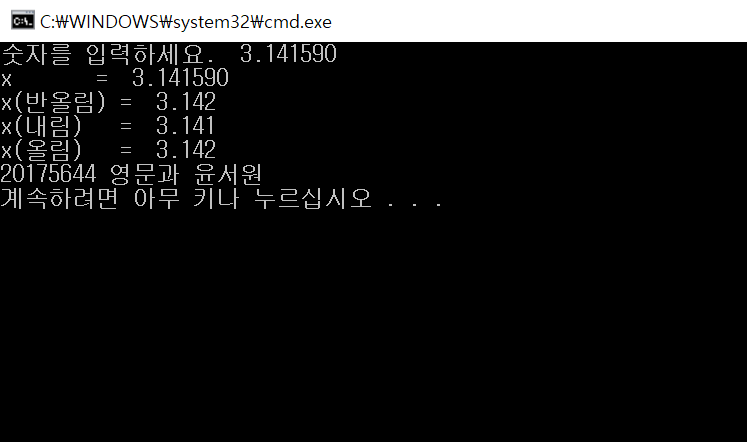 C:\WINDOWS\system32\cmd.exe
숫자를 입력하세요.  3.141590
x       =  3.141590
x(반올림) =  3.142
x(내림)   =  3.141
x(올림)   =  3.142
20175644 영문과 윤서원
계속하려면 아무 키나 누르십시오 . . .